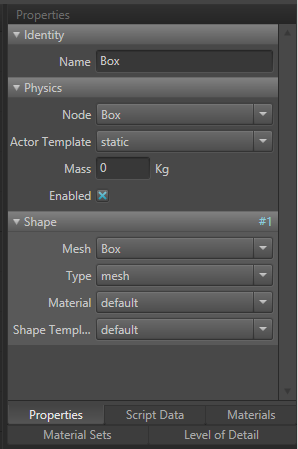 Properties
Identity
Name Box
Physics
Node Box
Actor Template static
Mass 0 Kg
Enabled
Shape #1
Mesh Box
Type mesh
Material default
Shape Templ... default
Properties Script Data Materials
Material Sets Level of Detail